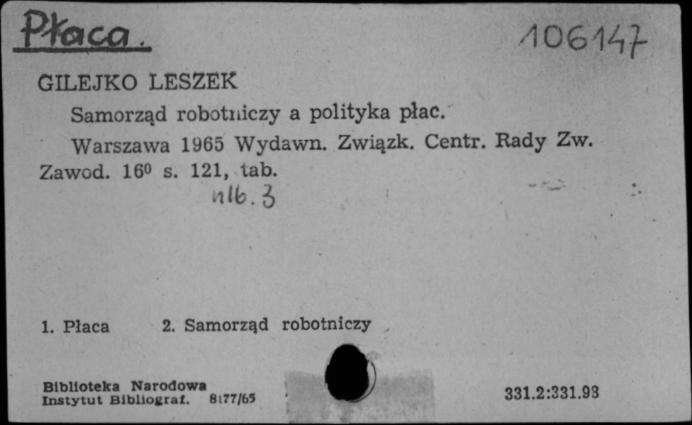 Płaca.
106147
GILEJKO LESZEK
Samorząd robotniczy a polityka płac.
Warszawa 1965 Wydawn. Związk. Centr. Rady Zw.
Zawod. 16⁰ s. 121, tab.
nlb. 3
1. Płaca 2. Samorząd robotniczy
Biblioteka Narodowa
Instytut Bibliograf. 8177/65
331.2:331.93